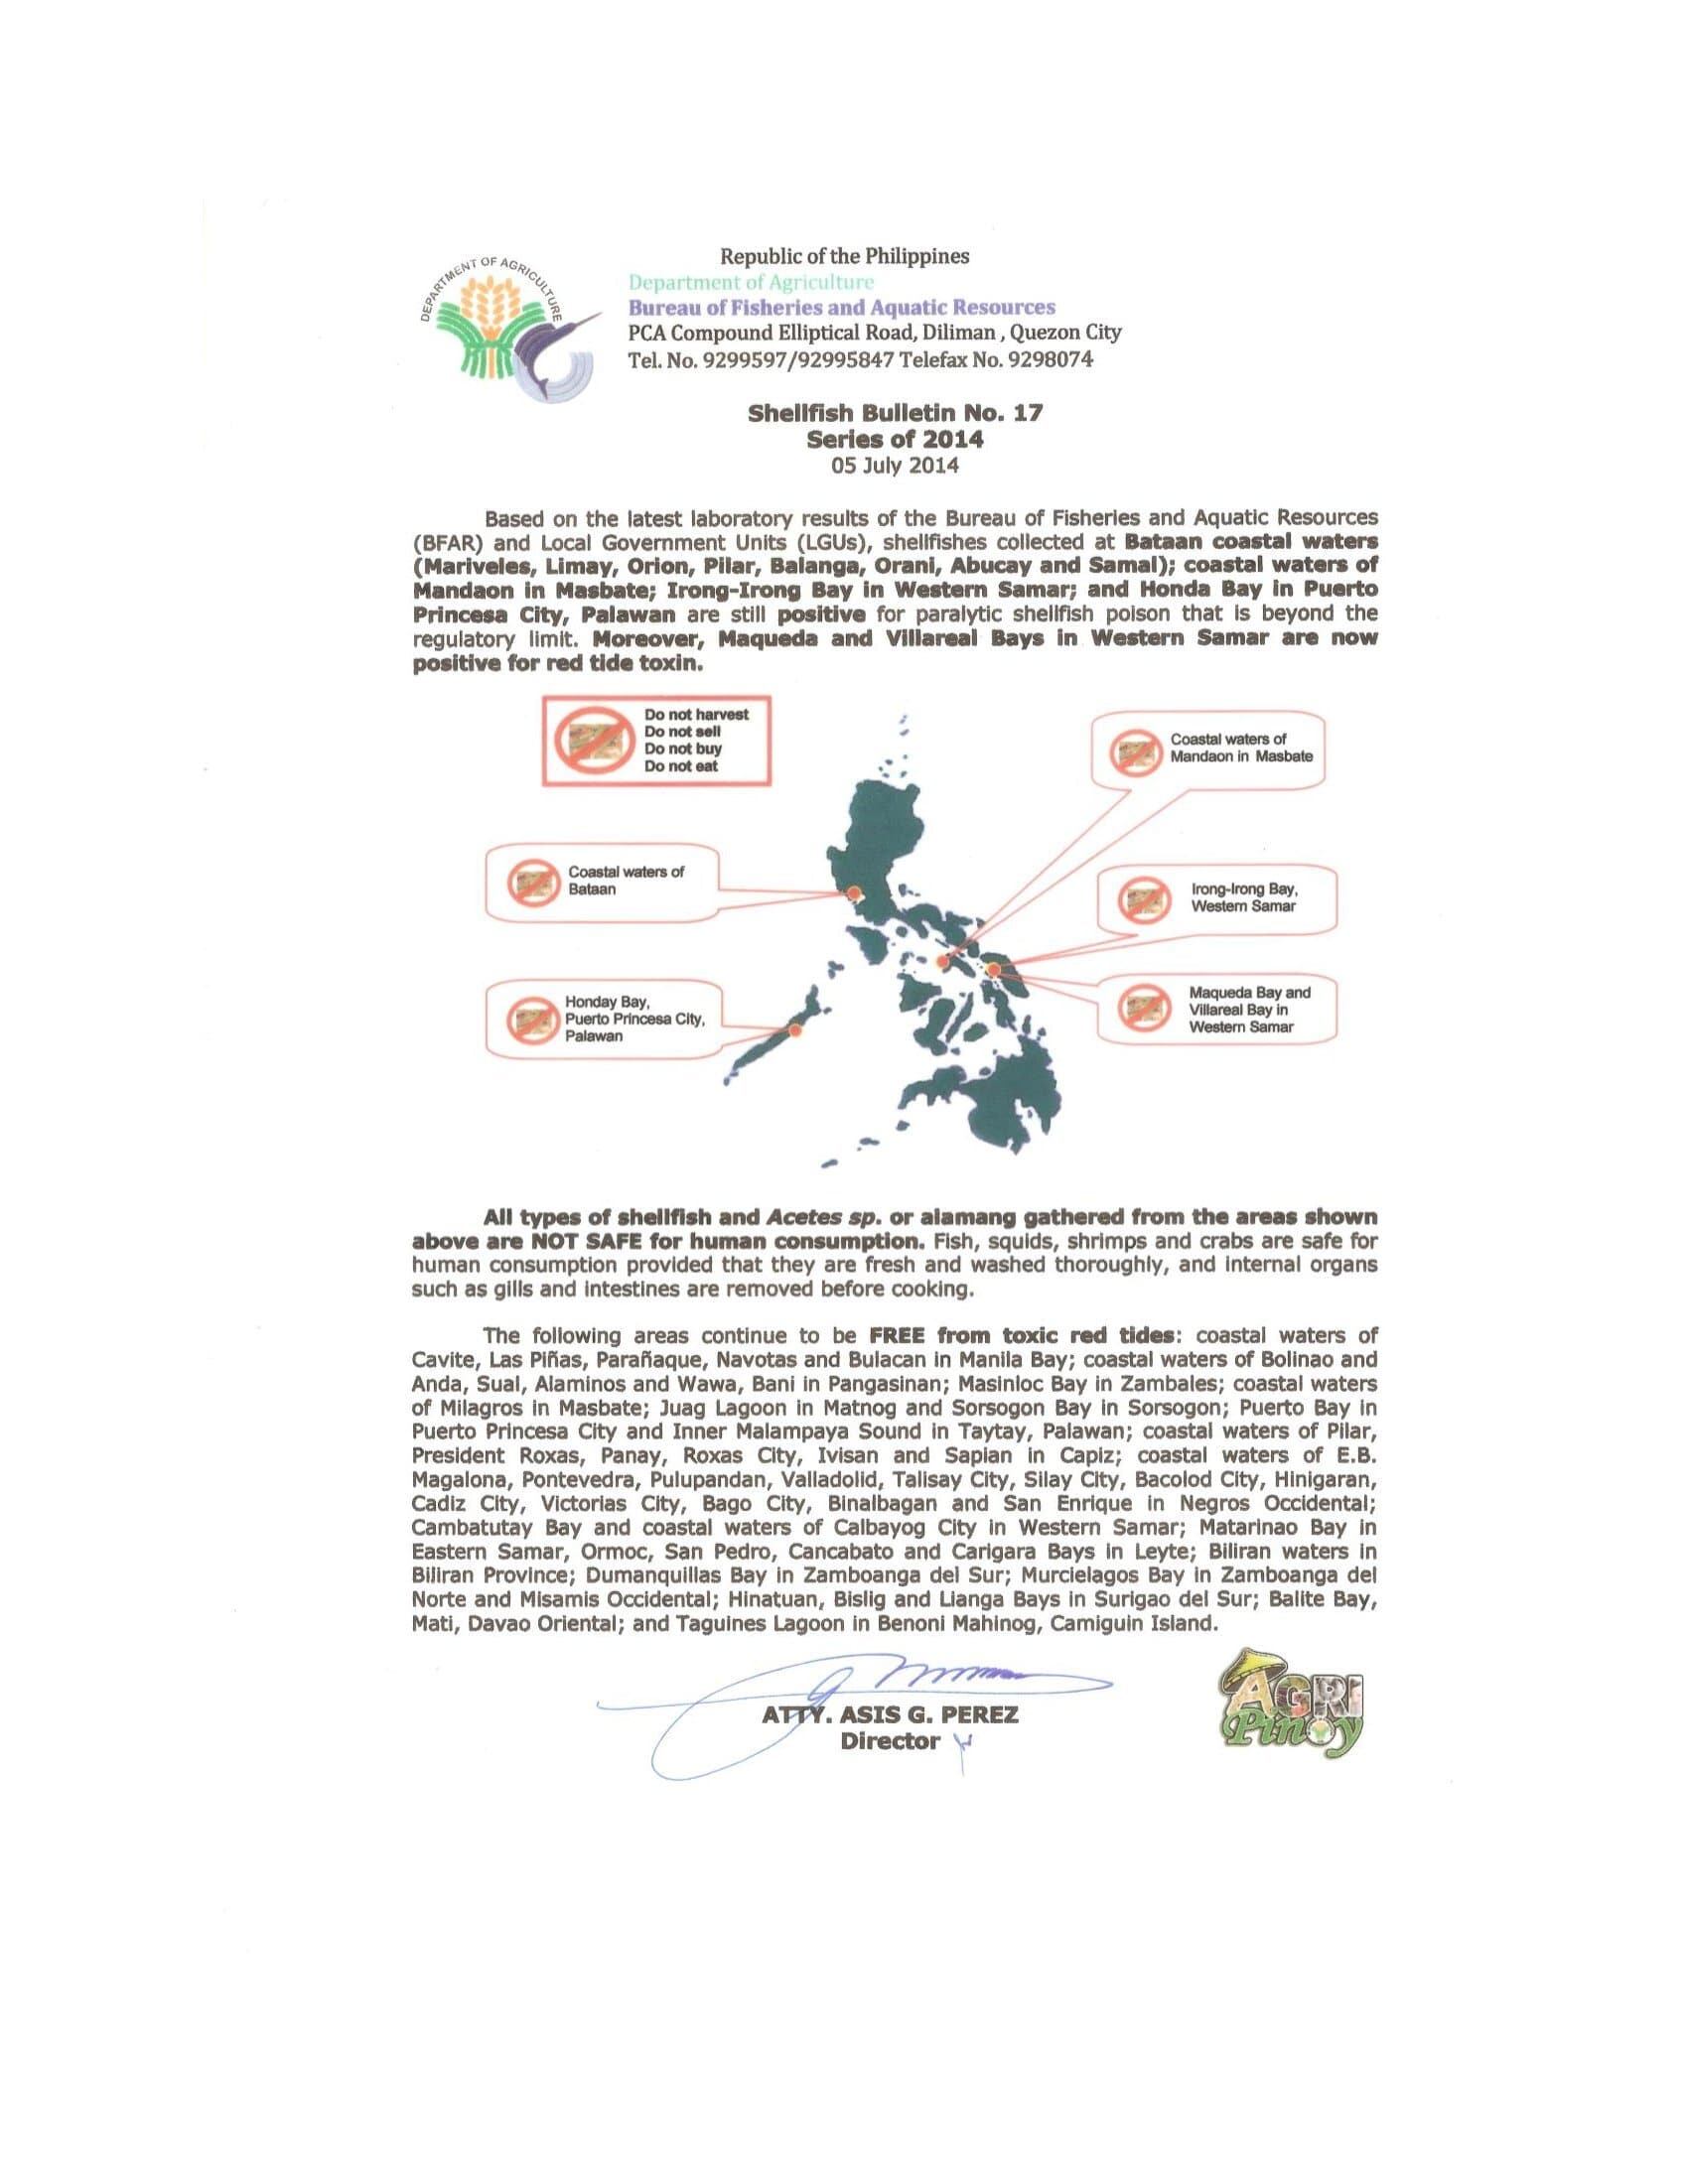 DEPARTMENT OF AGRICULTURE
Republic of the Philippines
Department of Agriculture
Bureau of Fisheries and Aquatic Resources
PCA Compound Elliptical Road, Diliman , Quezon City
Tel. No. 9299597/92995847 Telefax No. 9298074
Shellfish Bulletin No. 17
Series of 2014
05 July 2014
Based on the latest laboratory results of the Bureau of Fisheries and Aquatic Resources
(BFAR) and Local Government Units (LGUs), shellfishes collected at Bataan coastal waters
(Mariveles, Limay, Orion, Pilar, Balanga, Orani, Abucay and Samal); coastal waters of
Mandaon in Masbate; Irong-Irong Bay in Western Samar; and Honda Bay in Puerto
Princesa City, Palawan are still positive for paralytic shellfish poison that is beyond the
regulatory limit. Moreover, Maqueda and Villareal Bays in Western Samar are now
positive for red tide toxin.
Do not harvest
Do not sell
Do not buy
Do not eat
Coastal waters of
Mandaon in Masbate
Coastal waters of
Bataan
Irong-Irong Bay,
Western Samar
Honday Bay,
Puerto Princesa City,
Palawan
Maqueda Bay and
Villareal Bay in
Western Samar
All types of shellfish and Acetes sp. or alamang gathered from the areas shown
above are NOT SAFE for human consumption. Fish, squids, shrimps and crabs are safe for
human consumption provided that they are fresh and washed thoroughly, and internal organs
such as gills and intestines are removed before cooking.
The following areas continue to be FREE from toxic red tides: coastal waters of
Cavite, Las Piñas, Parañaque, Navotas and Bulacan in Manila Bay; coastal waters of Bolinao and
Anda, Sual, Alaminos and Wawa, Bani in Pangasinan; Masinloc Bay in Zambales; coastal waters
of Milagros in Masbate; Juag Lagoon in Matnog and Sorsogon Bay in Sorsogon; Puerto Bay in
Puerto Princesa City and Inner Malampaya Sound in Taytay, Palawan; coastal waters of Pilar,
President Roxas, Panay, Roxas City, Ivisan and Sapian in Capiz; coastal waters of E.B.
Magalona, Pontevedra, Pulupandan, Valladolid, Talisay City, Silay City, Bacolod City, Hinigaran,
Cadiz City, Victorias City, Bago City, Binalbagan and San Enrique in Negros Occidental;
Cambatutay Bay and coastal waters of Calbayog City in Western Samar; Matarinao Bay in
Eastern Samar, Ormoc, San Pedro, Cancabato and Carigara Bays in Leyte; Biliran waters in
Biliran Province; Dumanquillas Bay in Zamboanga del Sur; Murcielagos Bay in Zamboanga del
Norte and Misamis Occidental; Hinatuan, Bislig and Lianga Bays in Surigao del Sur; Balite Bay,
Mati, Davao Oriental; and Taguines Lagoon in Benoni Mahinog, Camiguin Island.
ATTY. ASIS G. PEREZ
Director
AGRI
Pinoy